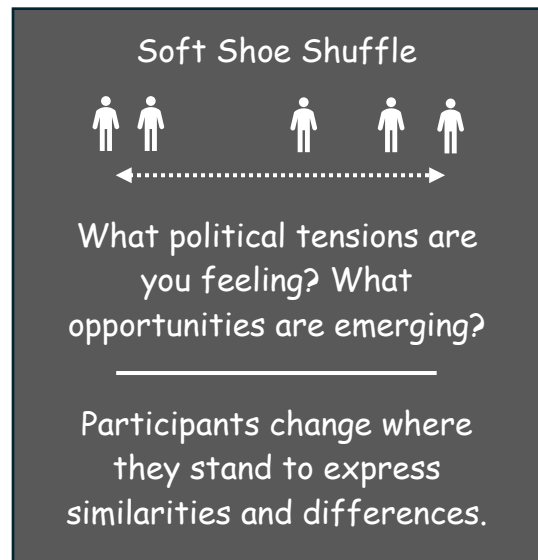 Soft Shoe Shuffle
What political tensions are
you feeling? What
opportunities are emerging?
Participants change where
they stand to express
similarities and differences.